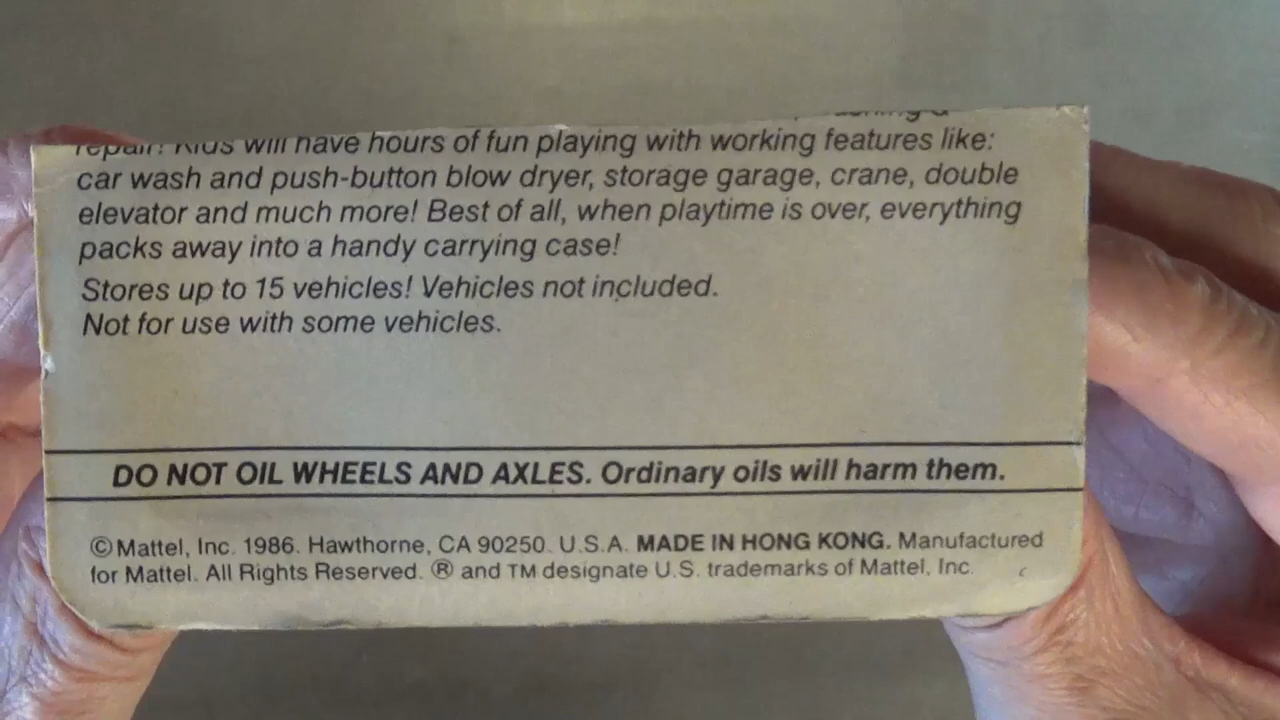 repair! Kids will have hours of fun playing with working features like:
car wash and push-button blow dryer, storage garage, crane, double
elevator and much more! Best of all, when playtime is over, everything
packs away into a handy carrying case!
Stores up to 15 vehicles! Vehicles not included.
Not for use with some vehicles.
DO NOT OIL WHEELS AND AXLES. Ordinary oils will harm them.
©Mattel, Inc. 1986. Hawthorne, CA 90250. U.S.A. MADE IN HONG KONG. Manufactured
for Mattel. All Rights Reserved. ® and TM designate U.S. trademarks of Mattel, Inc.